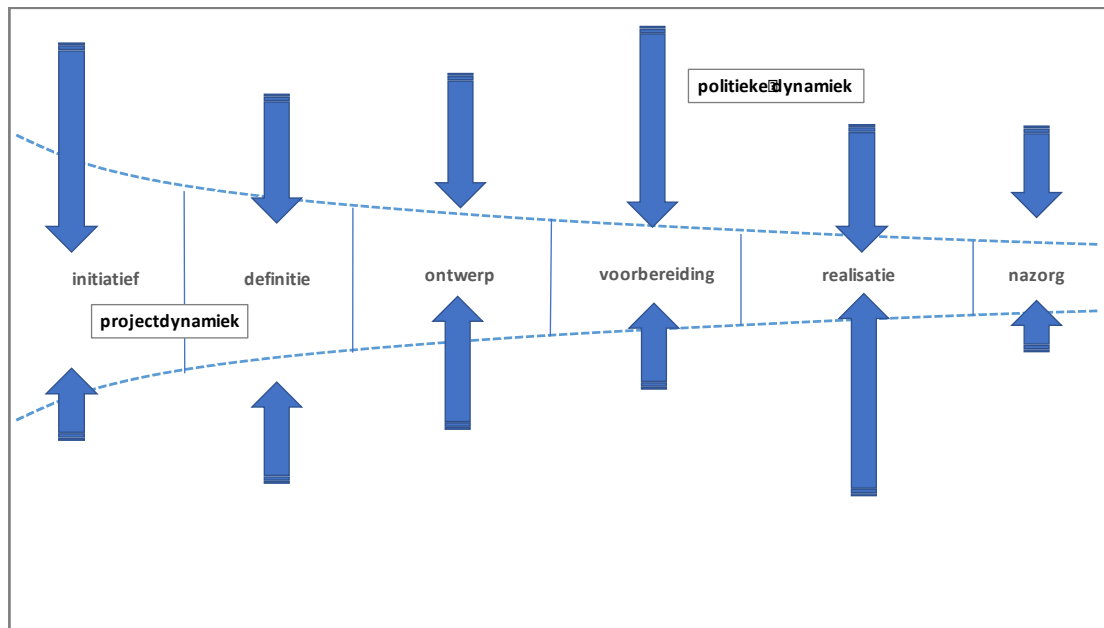 politieke dynamiek
initiatief
definitie
ontwerp
voorbereiding
realisatie
nazorg
projectdynamiek